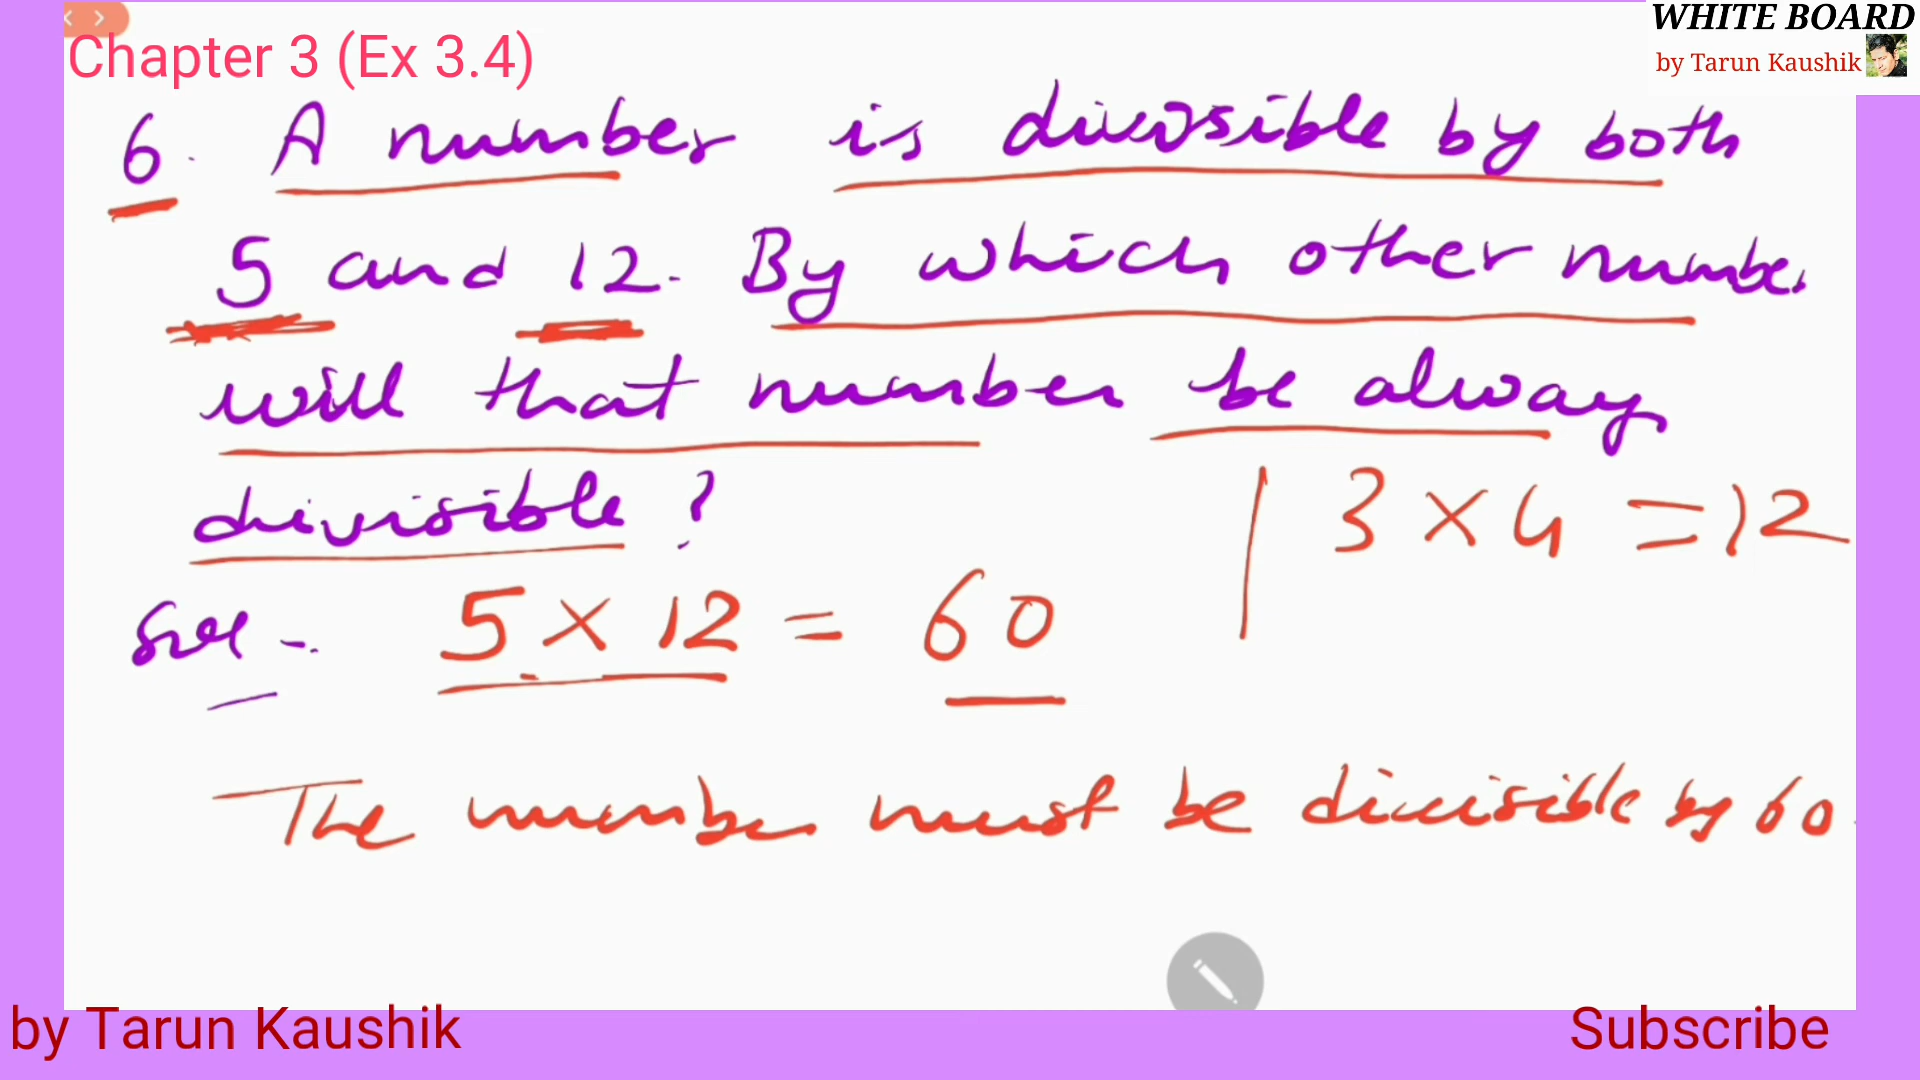 WHITE BOARD
by Tarun Kaushik
Chapter 3 (Ex 3.4)
6. A number is divisible by both
5 and 12. By which other number
will that number be always
divisible ?
3 × 4 = 12
Sol -.
5 × 12 = 60
The number must be divisible by 60.
by Tarun Kaushik
Subscribe